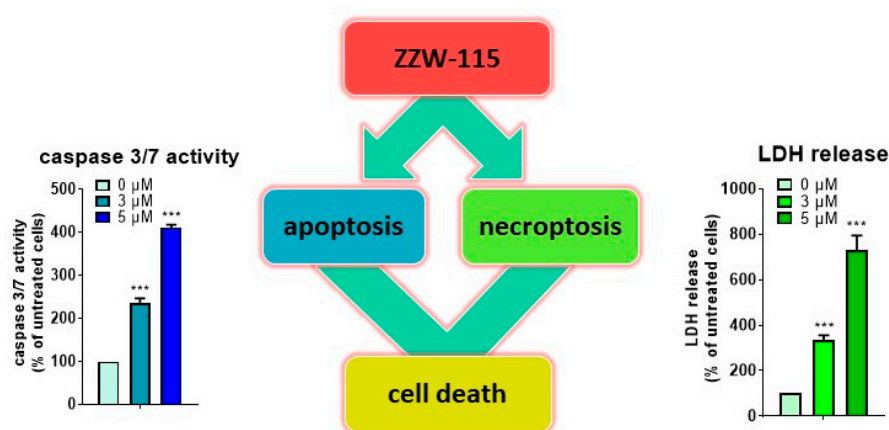 ZZW-115
caspase 3/7 activity
0 µM
3 µM
5 µM
caspase 3/7 activity
(% of untreated cells)
500
400
300
200
100
0
***
***
apoptosis
necroptosis
cell death
LDH release
0 µM
3 µM
5 µM
LDH release
(% of untreated cells)
1000
800
600
400
200
0
***
***